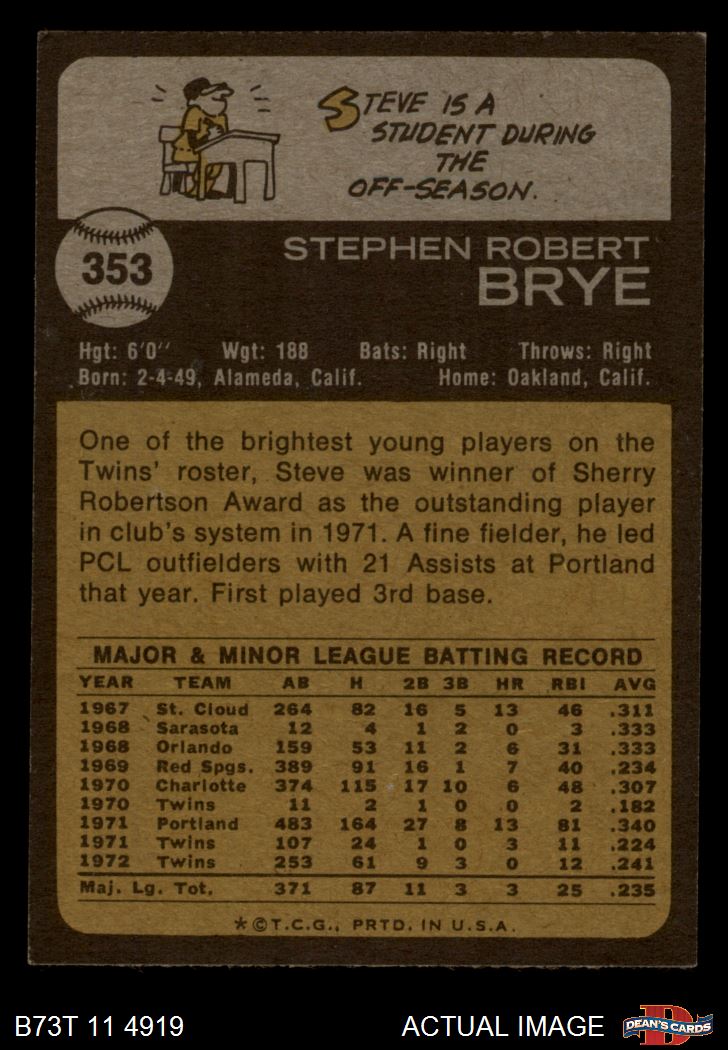 STEVE IS A
STUDENT DURING
THE
OFF-SEASON.
353
STEPHEN ROBERT
BRYE
Hgt: 6'0" Wgt: 188 Bats: Right Throws: Right
Born: 2-4-49, Alameda, Calif. Home: Oakland, Calif.
One of the brightest young players on the
Twins' roster, Steve was winner of Sherry
Robertson Award as the outstanding player
in club's system in 1971. A fine fielder, he led
PCL outfielders with 21 Assists at Portland
that year. First played 3rd base.
MAJOR & MINOR LEAGUE BATTING RECORD
YEAR TEAM AB H 2B 3B HR RBI AVG
1967 St. Cloud 264 82 16 5 13 46 .311
1968 Sarasota 12 4 1 2 0 3 .333
1968 Orlando 159 53 11 2 6 31 .333
1969 Red Spgs. 389 91 16 1 7 40 .234
1970 Charlotte 374 115 17 10 6 48 .307
1970 Twins 11 2 1 0 0 2 .182
1971 Portland 483 164 27 8 13 81 .340
1971 Twins 107 24 1 0 3 11 .224
1972 Twins 253 61 9 3 0 12 .241
Maj. Lg. Tot. 371 87 11 3 3 25 .235
*©T.C.G., PRTD. IN U.S.A.
B73T 11 4919 ACTUAL IMAGE D DEAN'S CARDS